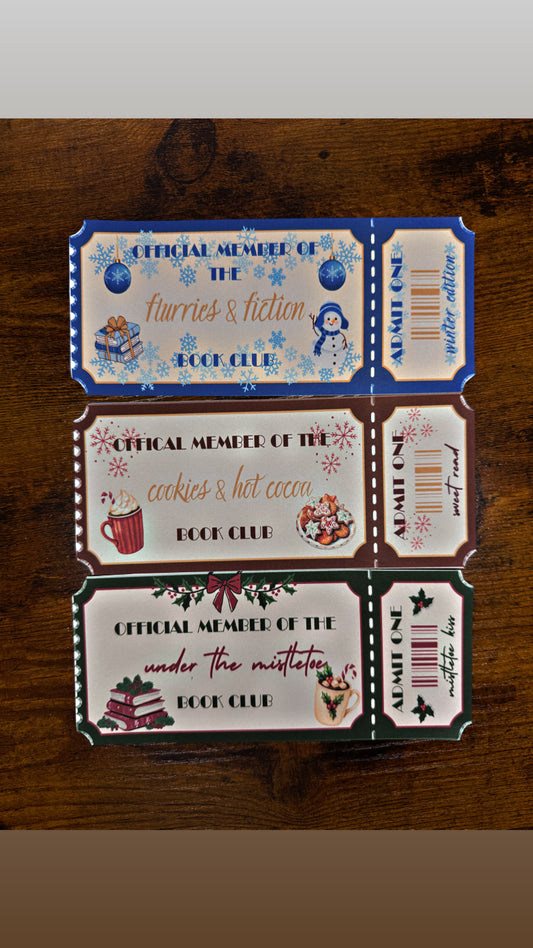 OFFICIAL MEMBER OF
THE
flurries & fiction
BOOK CLUB
ADMIT ONE
winter edition
OFFICAL MEMBER OF THE
cookies & hot cocoa
BOOK CLUB
ADMIT ONE
sweet read
OFFICIAL MEMBER OF THE
under the mistletoe
BOOK CLUB
ADMIT ONE
mistletoe kiss